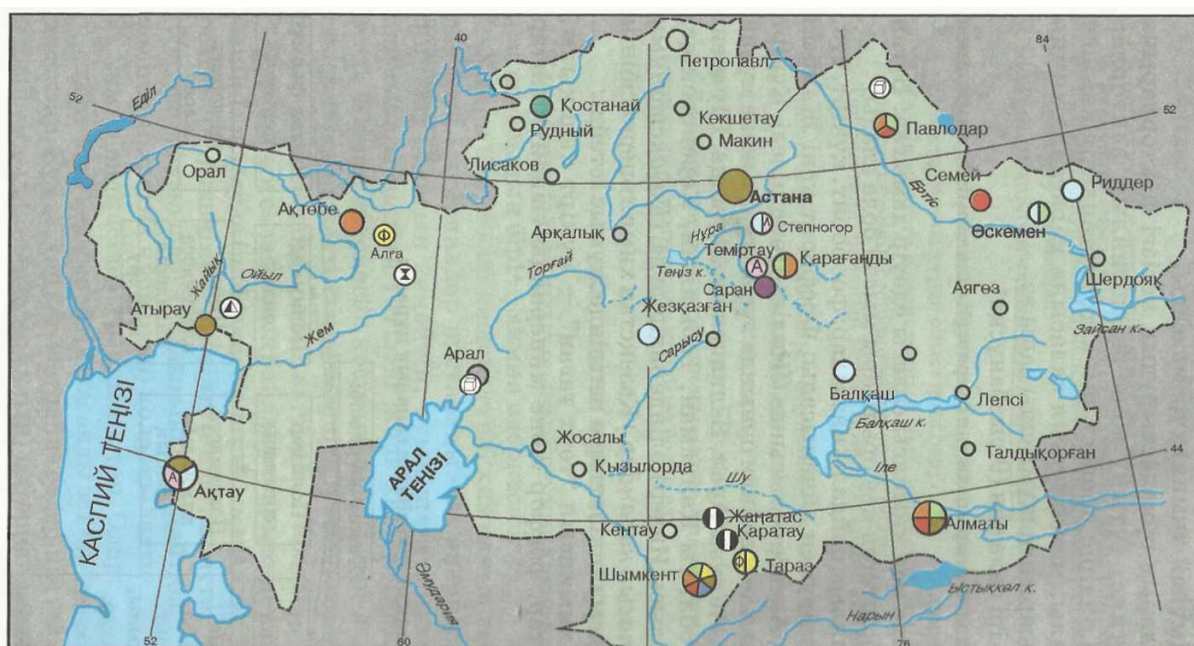 40
84
Петропавл.
52
Еділ
52
Қостанай
Көкшетау
Рудный
Павлодар
Макин
Орал
Лисаков
Семей
Риддер
Ертіс
Астана
Ақтөбе
Степногор
Өскемен
Арқалық
Нұра
Алға
Теміртау
Қарағанды
А
Ф
Теңіз к.
Торғай
Ойыл
Жайық
Саран
Шердояқ
Аягөз
Атырау
Жезқазған
Зайсан к.
Жем
Сарысу
Арал
Балқаш
Лепсі
Балқаш к.
КАСПИЙ ТЕҢІЗІ
АРАЛ
ТЕҢІЗІ
Жосалы
Талдықорған
44
Қызылорда
Іле
Шу
А
Ақтау
Жаңатас
Кентау
Қаратау
Алматы
Ф
Тараз
Шымкент
Ыстықкөл к.
Әмудария
Нарын
52
60
76